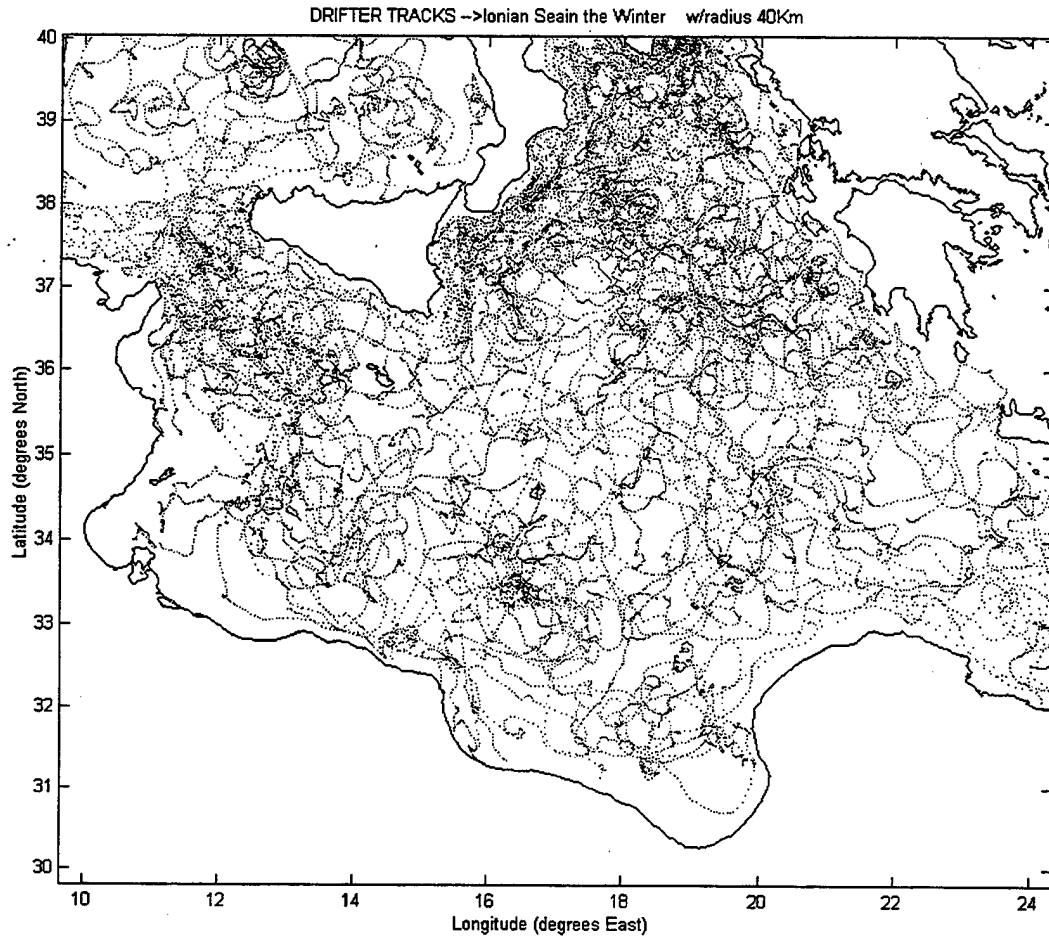 DRIFTER TRACKS -->Ionian Seain the Winter w/radius 40Km
40
39
38
37
36
35
34
33
32
31
30
Latitude (degrees North)
10 12 14 16 18 20 22 24
Longitude (degrees East)